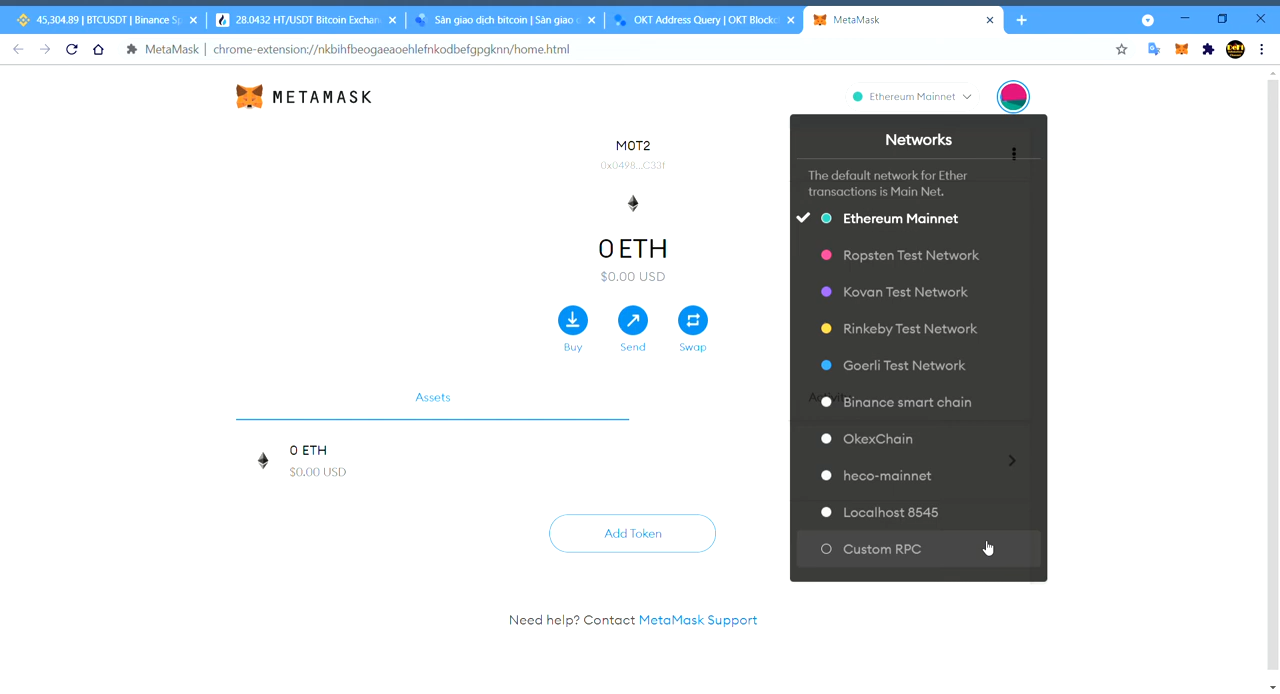 45,304.89 | BTCUSDT | Binance Sp
28.0432 HT/USDT Bitcoin Exchan
Sàn giao dịch bitcoin | Sàn giao d
OKT Address Query | OKT Blockc
MetaMask
MetaMask
chrome-extension://nkbihfbeogaeaoehlefnkodbefgpgknn/home.html
METAMASK
Ethereum Mainnet
M0T2
0x0498...C33f
0 ETH
$0.00 USD
Buy
Send
Swap
Assets
0 ETH
$0.00 USD
Add Token
Need help? Contact MetaMask Support
Networks
The default network for Ether
transactions is Main Net.
Ethereum Mainnet
Ropsten Test Network
Kovan Test Network
Rinkeby Test Network
Goerli Test Network
Binance smart chain
OkexChain
heco-mainnet
Localhost 8545
Custom RPC